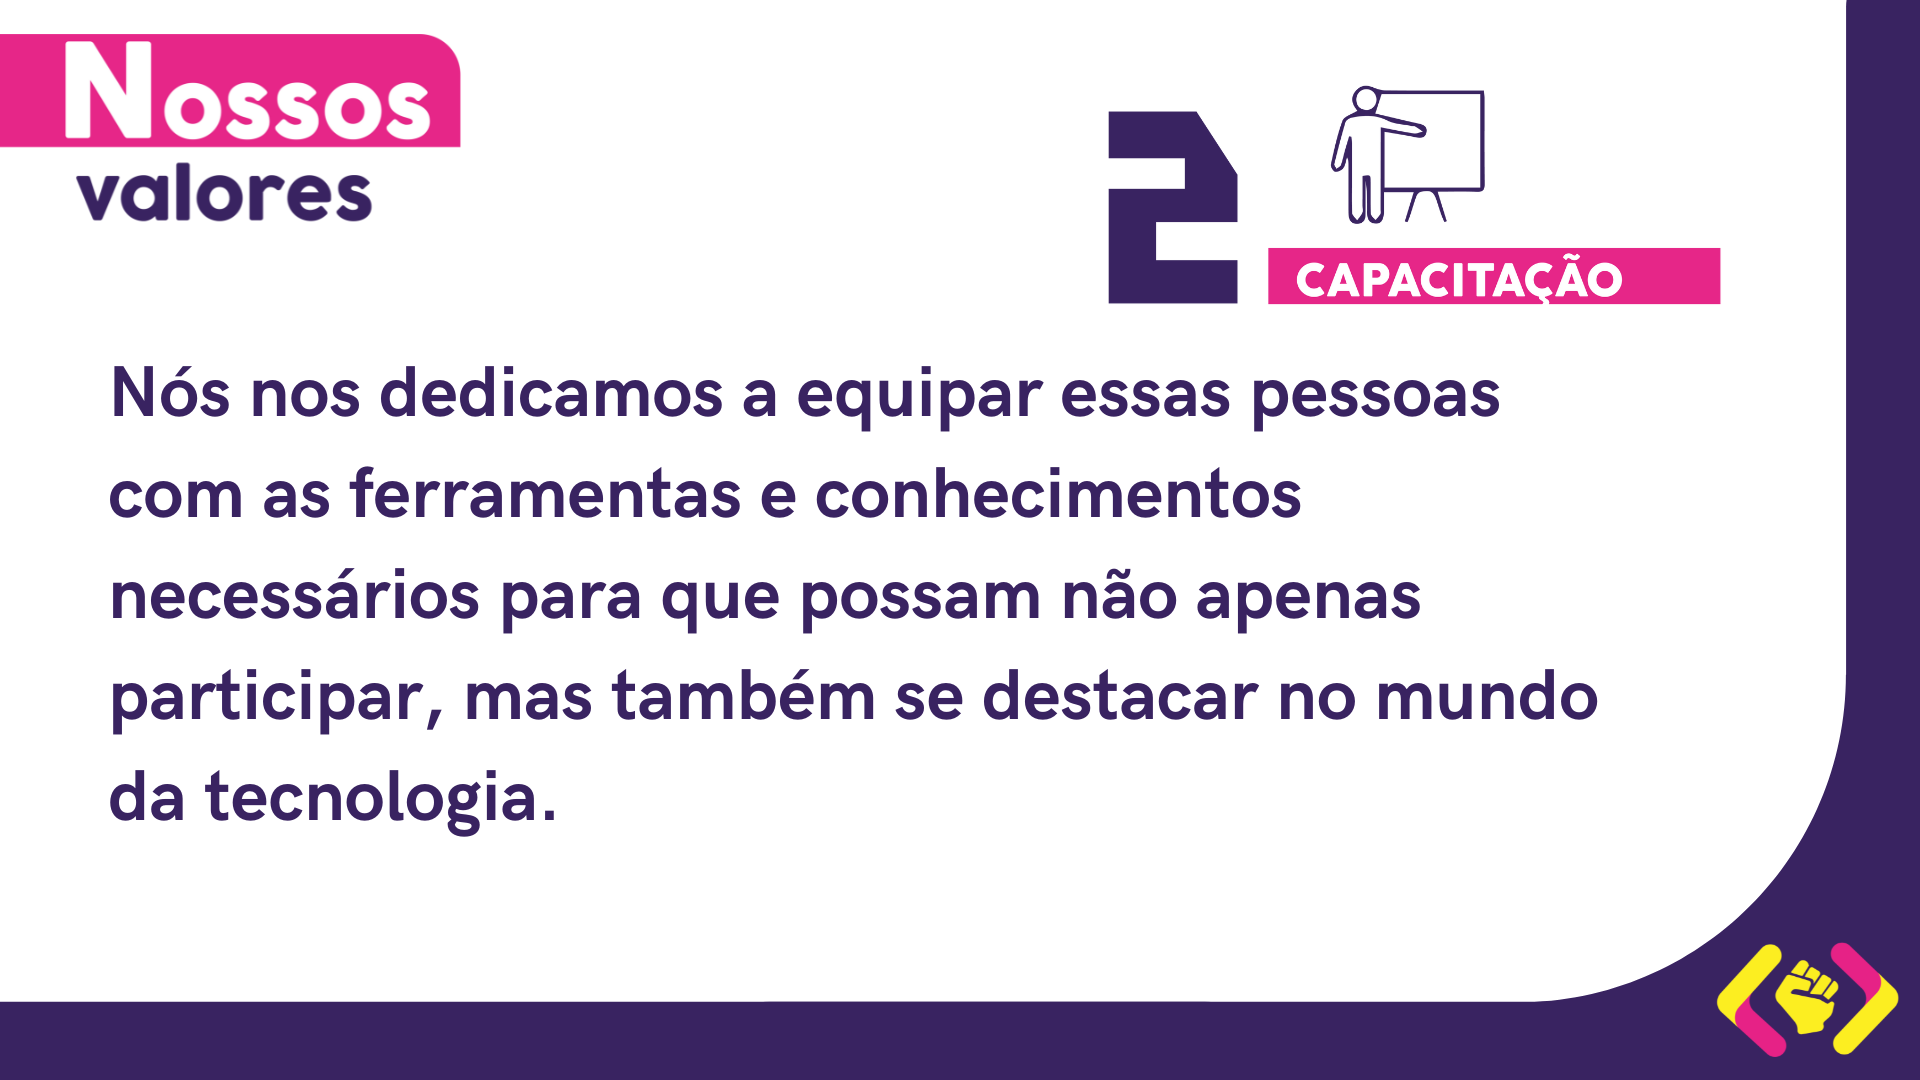 Nossos
valores
2
CAPACITAÇÃO
Nós nos dedicamos a equipar essas pessoas
com as ferramentas e conhecimentos
necessários para que possam não apenas
participar, mas também se destacar no mundo
da tecnologia.